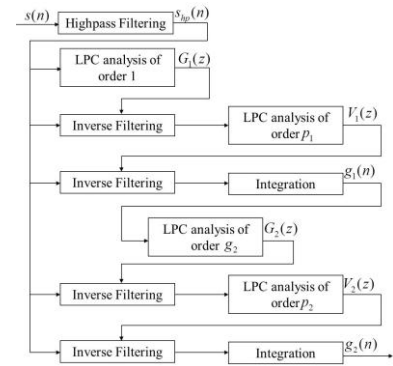 s(n)
Highpass Filtering
s_hp(n)
LPC analysis of
order 1
G_1(z)
Inverse Filtering
LPC analysis of
order p_1
V_1(z)
Inverse Filtering
Integration
g_1(n)
LPC analysis of
order g_2
G_2(z)
Inverse Filtering
LPC analysis of
order p_2
V_2(z)
Inverse Filtering
Integration
g_2(n)